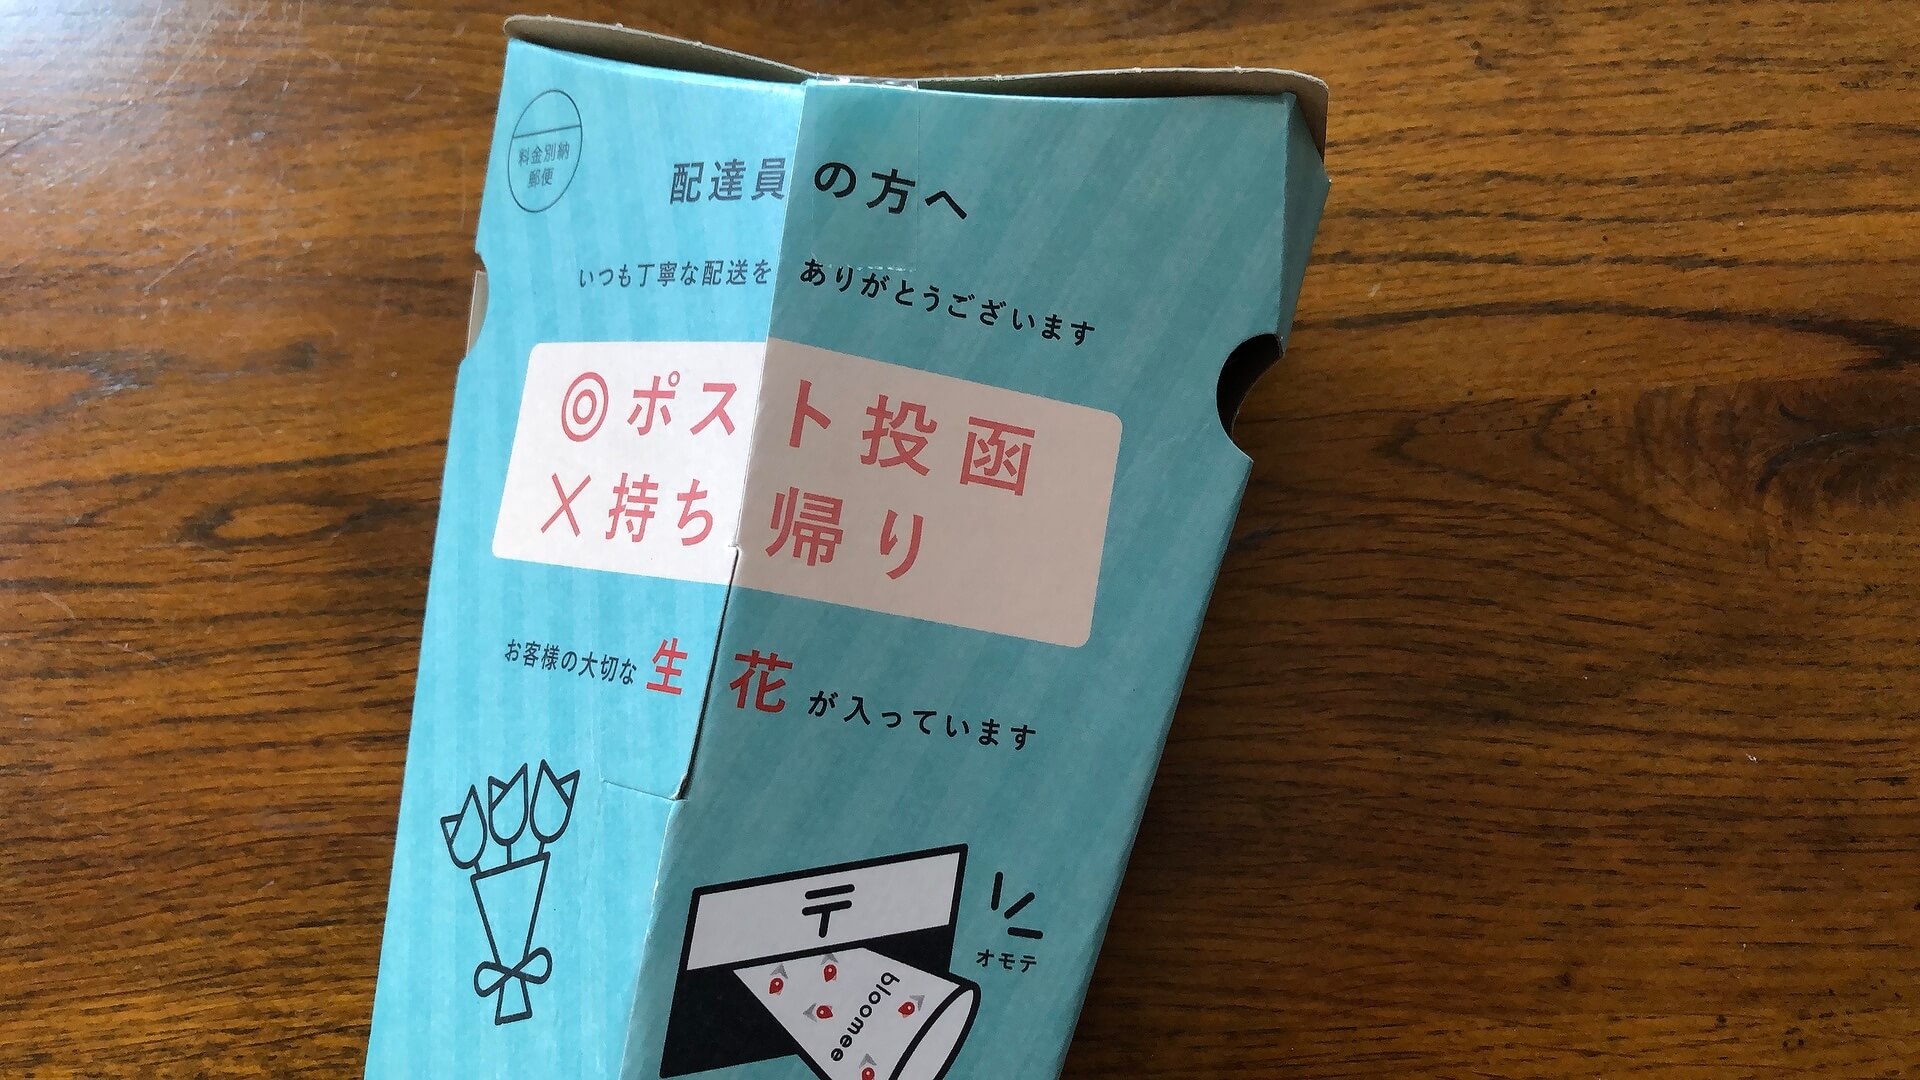 料金別納
郵便
配達員の方へ
いつも丁寧な配送をありがとうございます
◎ポスト投函
×持ち帰り
お客様の大切な生花が入っています
〒
オモテ
bloomee